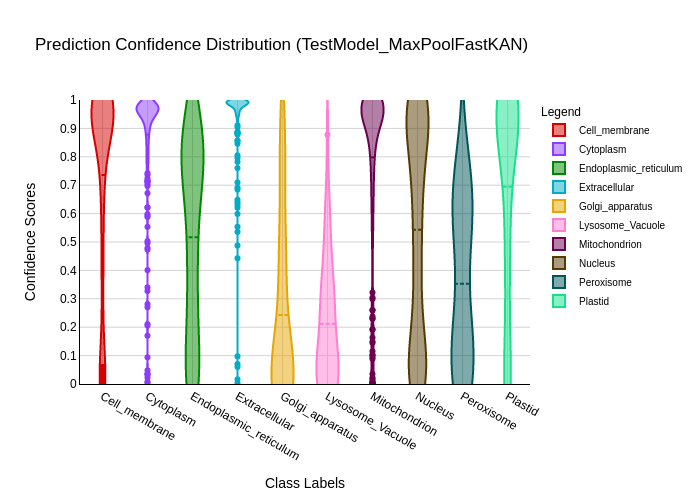 Prediction Confidence Distribution (TestModel_MaxPoolFastKAN)
Legend
Cell_membrane
Cytoplasm
Endoplasmic_reticulum
Extracellular
Golgi_apparatus
Lysosome_Vacuole
Mitochondrion
Nucleus
Peroxisome
Plastid
Confidence Scores
1
0.9
0.8
0.7
0.6
0.5
0.4
0.3
0.2
0.1
0
Cell_membrane
Cytoplasm
Endoplasmic_reticulum
Extracellular
Golgi_apparatus
Lysosome_Vacuole
Mitochondrion
Nucleus
Peroxisome
Plastid
Class Labels